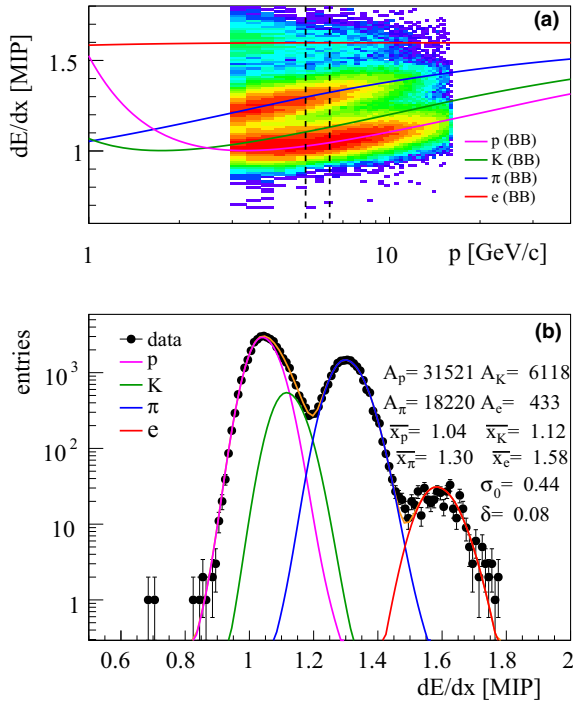 (a)
dE/dx [MIP]
1.5
1
p (BB)
K (BB)
π (BB)
e (BB)
1
10
p [GeV/c]
(b)
entries
10³
10²
10
1
data
p
K
π
e
A_p= 31521 A_K= 6118
A_π= 18220 A_e= 433
x̅_p= 1.04 x̅_K= 1.12
x̅_π= 1.30 x̅_e= 1.58
σ₀= 0.44
δ= 0.08
0.6 0.8 1 1.2 1.4 1.6 1.8 2
dE/dx [MIP]